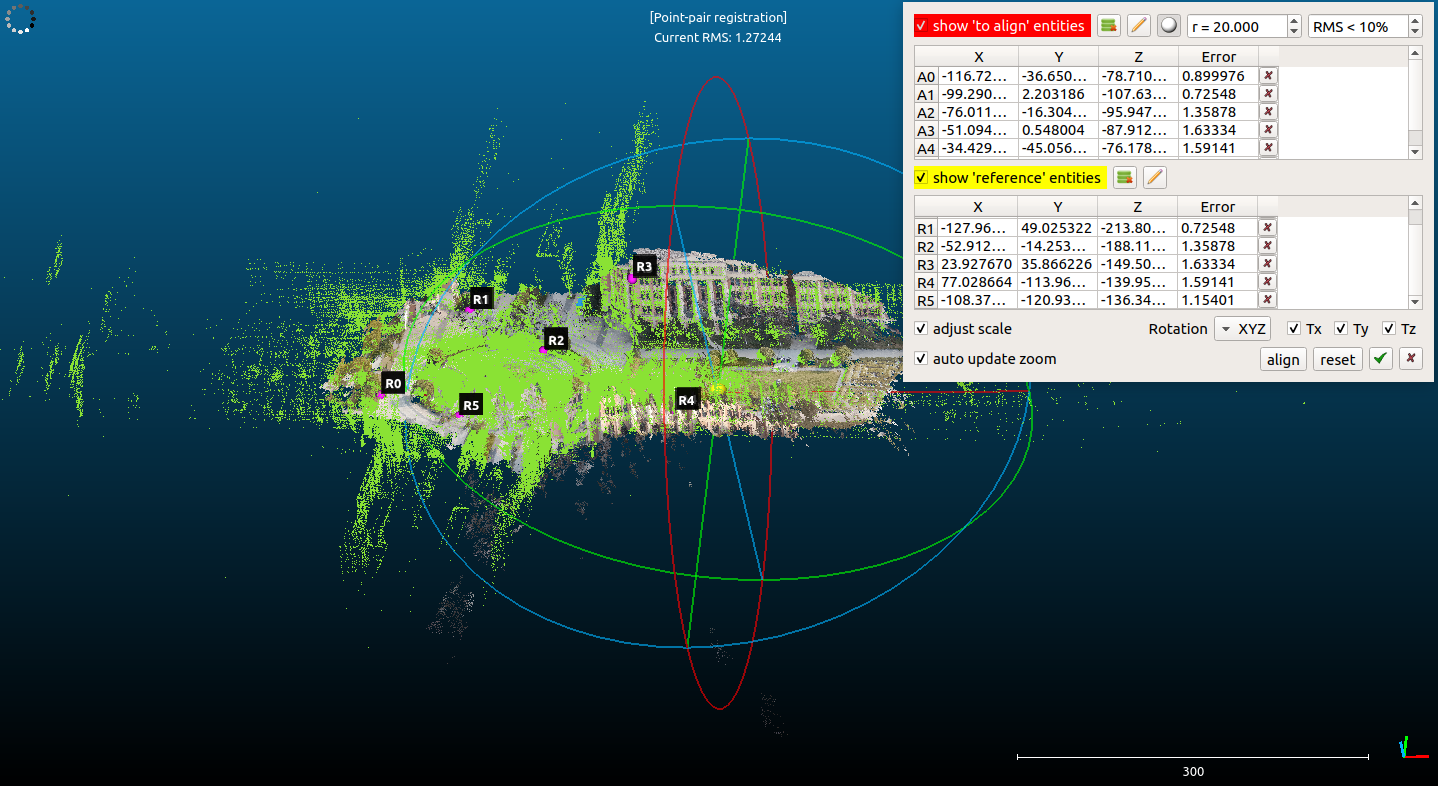 [Point-pair registration]
Current RMS: 1.27244
show 'to align' entities
r = 20.000
RMS < 10%
X Y Z Error
A0 -116.72... -36.650... -78.710... 0.899976
A1 -99.290... 2.203186 -107.63... 0.72548
A2 -76.011... -16.304... -95.947... 1.35878
A3 -51.094... 0.548004 -87.912... 1.63334
A4 -34.429... -45.056... -76.178... 1.59141
show 'reference' entities
X Y Z Error
R1 -127.96... 49.025322 -213.80... 0.72548
R2 -52.912... -14.253... -188.11... 1.35878
R3 23.927670 35.866226 -149.50... 1.63334
R4 77.028664 -113.96... -139.95... 1.59141
R5 -108.37... -120.93... -136.34... 1.15401
adjust scale Rotation XYZ Tx Ty Tz
auto update zoom align reset
R3
R1
R2
R0
R4
R5
300